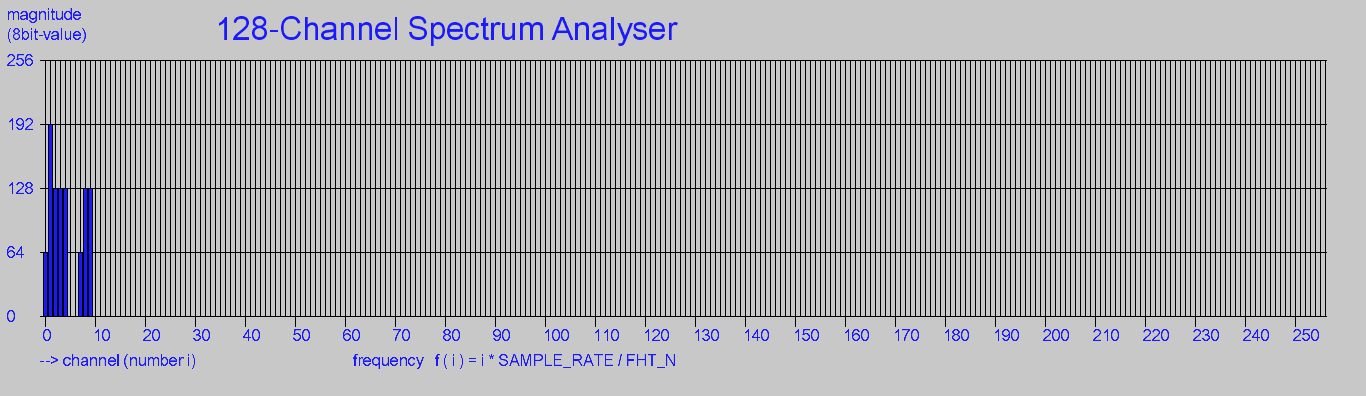 magnitude
(8bit-value)
128-Channel Spectrum Analyser
256
192
128
64
0
0 10 20 30 40 50 60 70 80 90 100 110 120 130 140 150 160 170 180 190 200 210 220 230 240 250
--> channel (number i)
frequency f ( i ) = i * SAMPLE_RATE / FHT_N